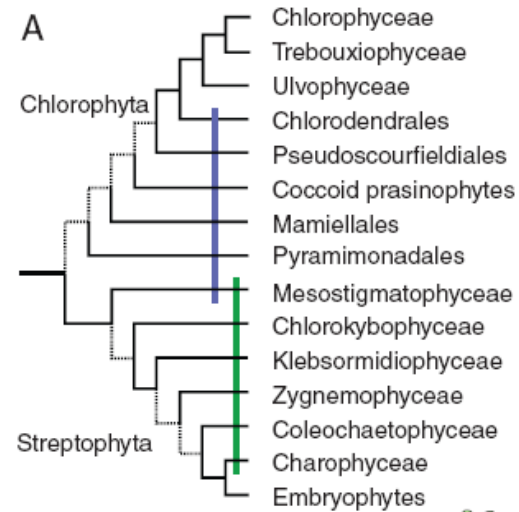 A
Chlorophyceae
Trebouxiophyceae
Ulvophyceae
Chlorophyta
Chlorodendrales
Pseudoscourfieldiales
Coccoid prasinophytes
Mamiellales
Pyramimonadales
Mesostigmatophyceae
Chlorokybophyceae
Klebsormidiophyceae
Zygnemophyceae
Coleochaetophyceae
Streptophyta
Charophyceae
Embryophytes